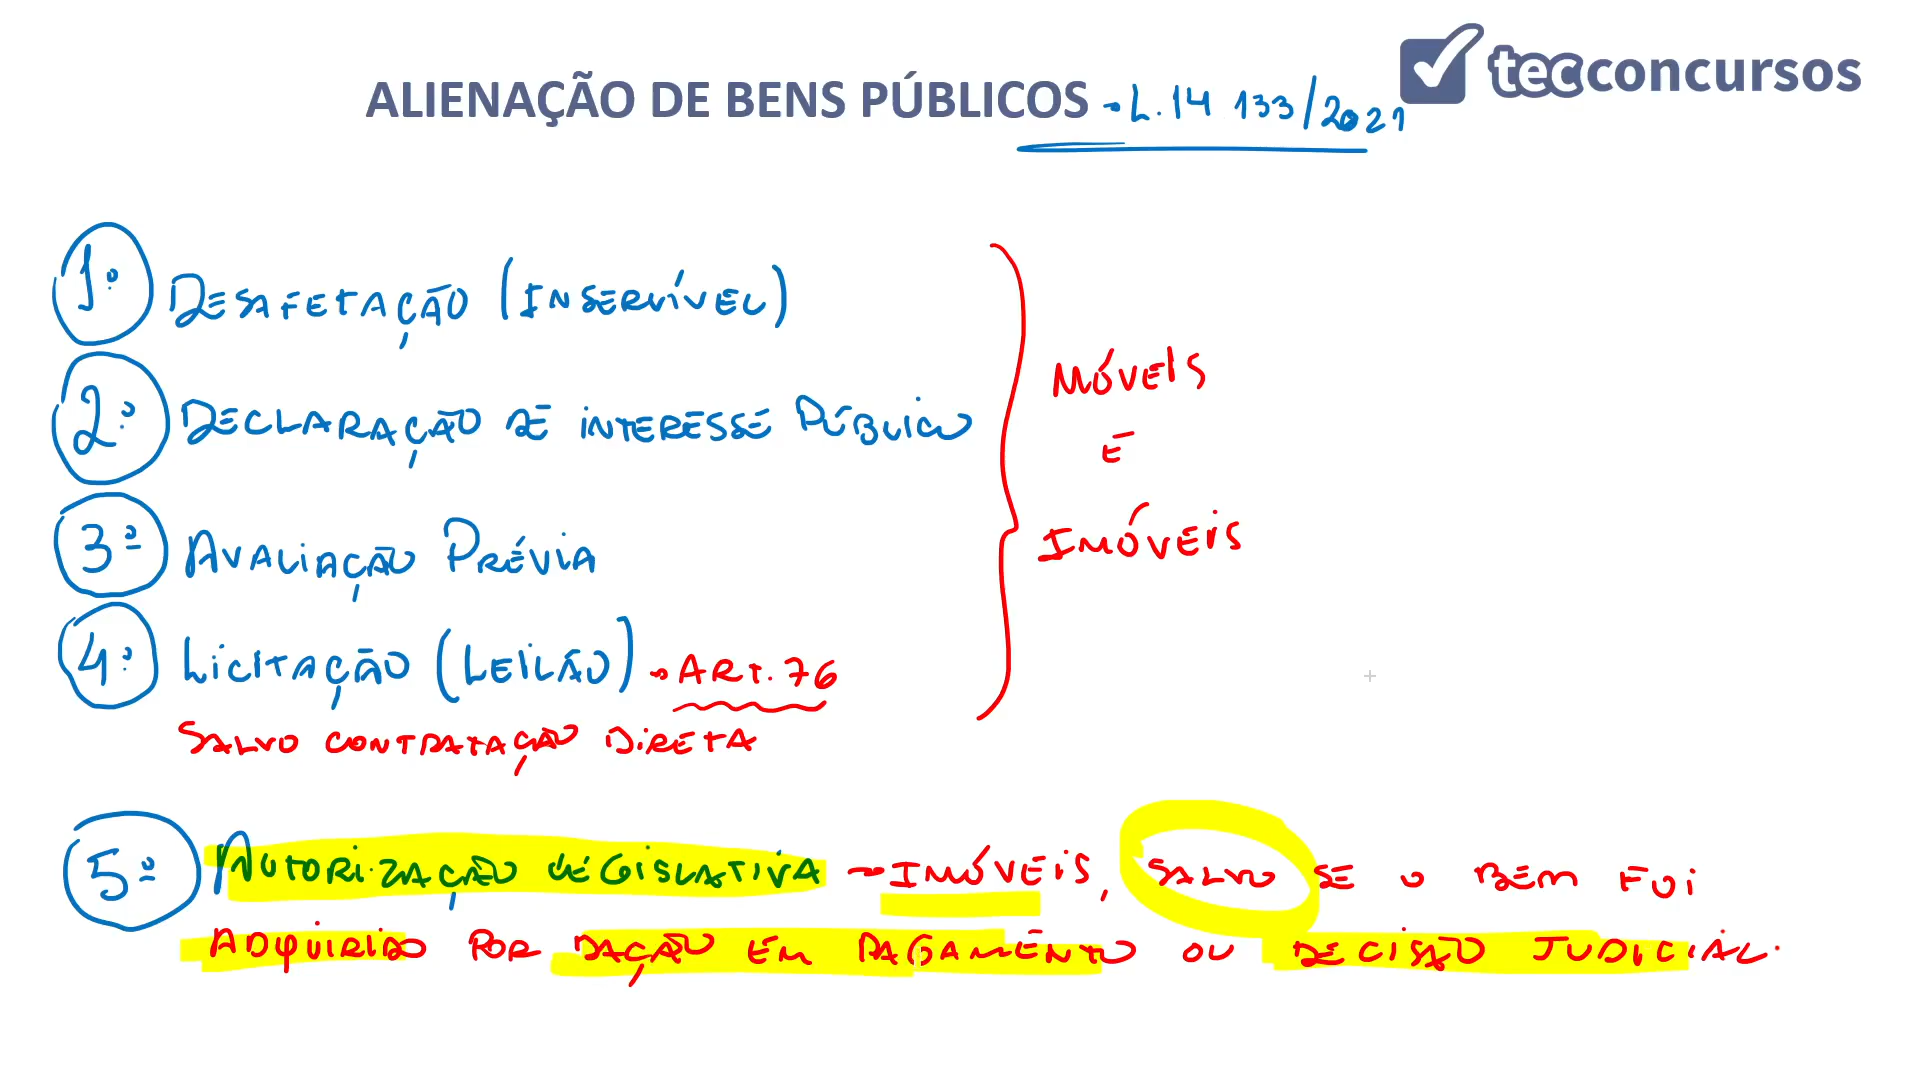 tecconcursos
ALIENAÇÃO DE BENS PÚBLICOS → L. 14 133/2021
1º DESAFETAÇÃO (INSERVÍVEL)
2º DECLARAÇÃO DE INTERESSE PÚBLICO
3º AVALIAÇÃO PRÉVIA
4º LICITAÇÃO (LEILÃO) → ART. 76
SALVO CONTRATAÇÃO DIRETA
MÓVEIS
E
IMÓVEIS
5º AUTORIZAÇÃO LEGISLATIVA → IMÓVEIS, SALVO SE O BEM FOI
ADQUIRIDO POR DAÇÃO EM PAGAMENTO OU DECISÃO JUDICIAL.